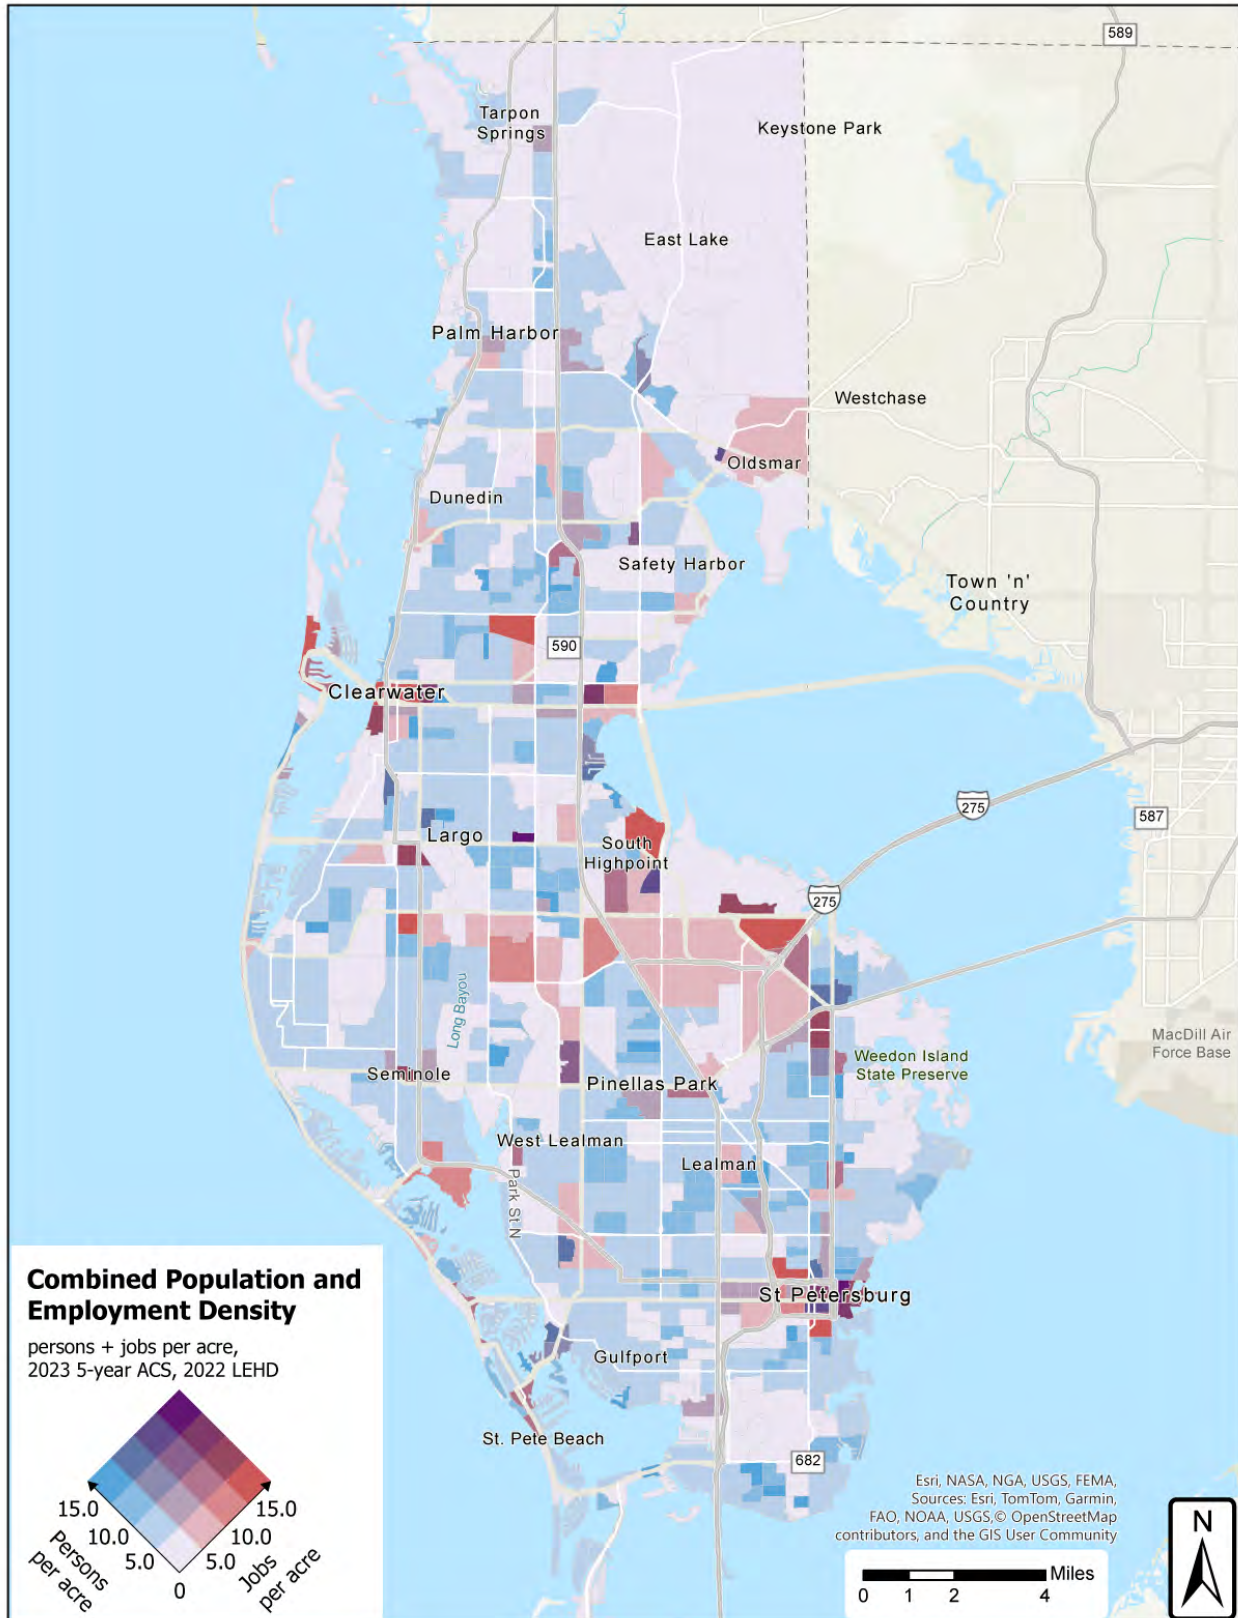 589
Tarpon
Springs
Keystone Park
East Lake
Palm Harbor
Westchase
Oldsmar
Dunedin
Safety Harbor
Town 'n'
Country
590
Clearwater
275
587
Largo
South
Highpoint
275
Long Bayou
MacDill Air
Force Base
Weedon Island
State Preserve
Seminole
Pinellas Park
West Lealman
Lealman
Park St N
St Petersburg
Gulfport
St. Pete Beach
682
Combined Population and
Employment Density
persons + jobs per acre,
2023 5-year ACS, 2022 LEHD
15.0
15.0
10.0
10.0
5.0
5.0
0
Persons
per acre
Jobs
per acre
Esri, NASA, NGA, USGS, FEMA,
Sources: Esri, TomTom, Garmin,
FAO, NOAA, USGS,© OpenStreetMap
contributors, and the GIS User Community
Miles
0 1 2 4
N